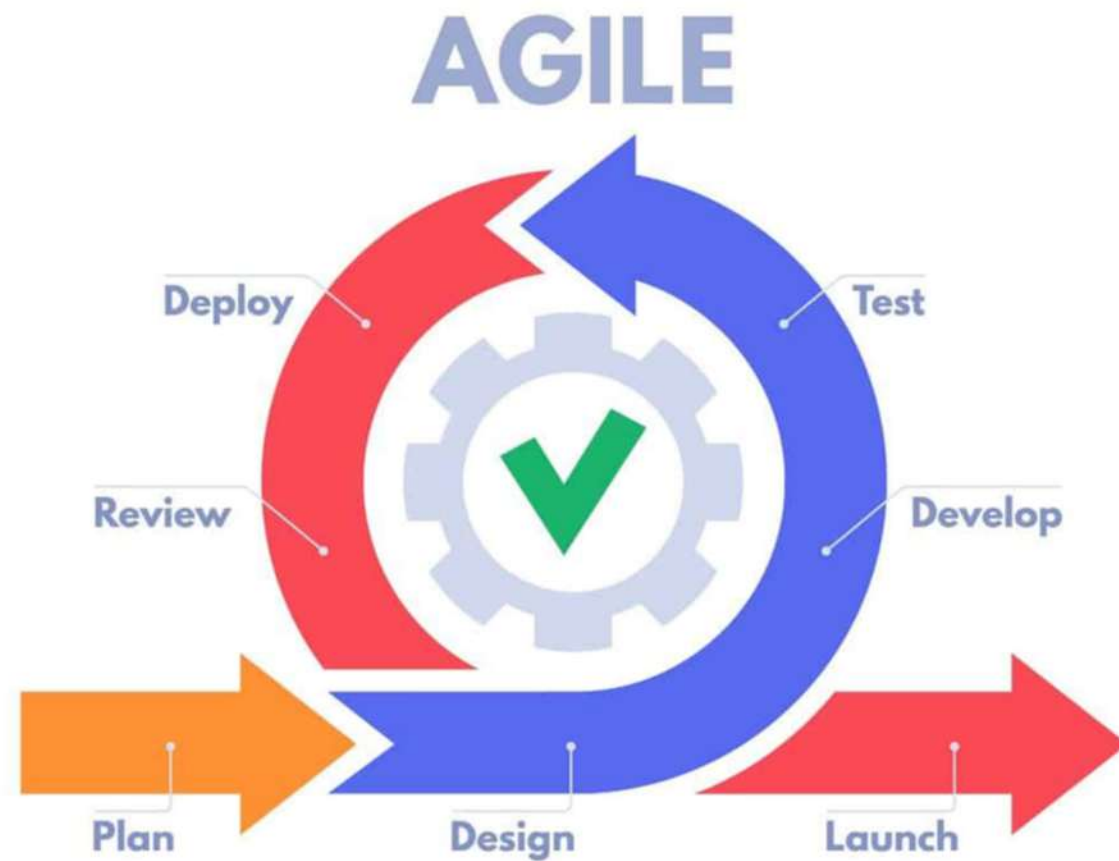 AGILE
Deploy
Test
Review
Develop
Plan
Design
Launch